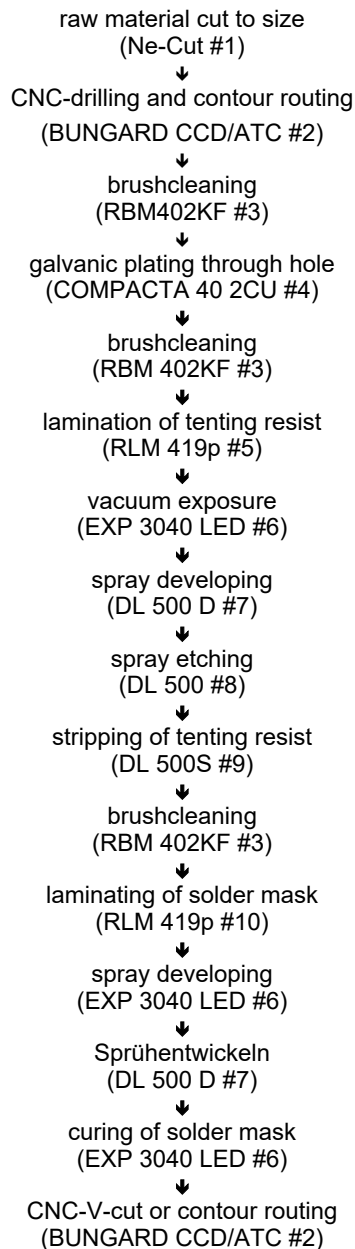 raw material cut to size
(Ne-Cut #1)
🡻
CNC-drilling and contour routing
(BUNGARD CCD/ATC #2)
🡻
brushcleaning
(RBM402KF #3)
🡻
galvanic plating through hole
(COMPACTA 40 2CU #4)
🡻
brushcleaning
(RBM 402KF #3)
🡻
lamination of tenting resist
(RLM 419p #5)
🡻
vacuum exposure
(EXP 3040 LED #6)
🡻
spray developing
(DL 500 D #7)
🡻
spray etching
(DL 500 #8)
🡻
stripping of tenting resist
(DL 500S #9)
🡻
brushcleaning
(RBM 402KF #3)
🡻
laminating of solder mask
(RLM 419p #10)
🡻
spray developing
(EXP 3040 LED #6)
🡻
Sprühentwickeln
(DL 500 D #7)
🡻
curing of solder mask
(EXP 3040 LED #6)
🡻
CNC-V-cut or contour routing
(BUNGARD CCD/ATC #2)